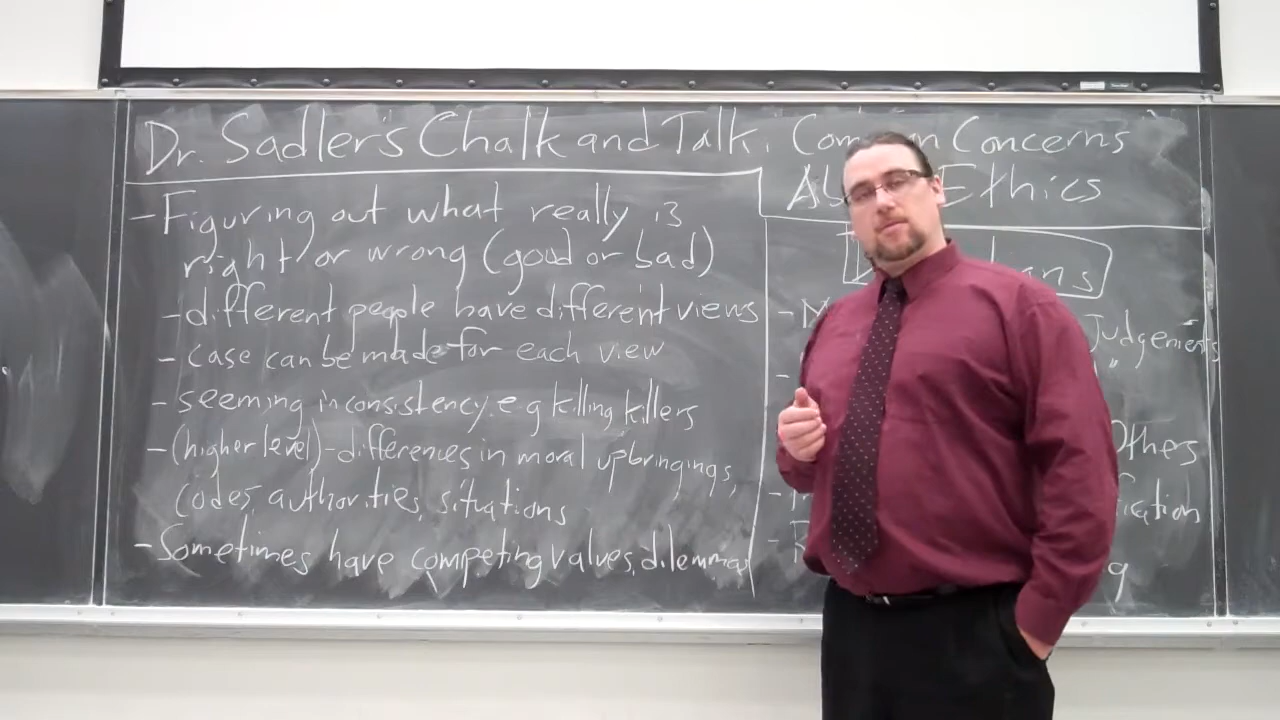 Dr. Sadler's Chalk and Talk: Concerns
Ethics
- Figuring out what really is
right or wrong (good or bad)
- different people have different views
- case can be made for each view
- seeming inconsistency, e.g killing killers
- (higher level) - differences in moral upbringings,
codes, authorities, situations
- Sometimes have competing values, dilemmas
Judgements
Others